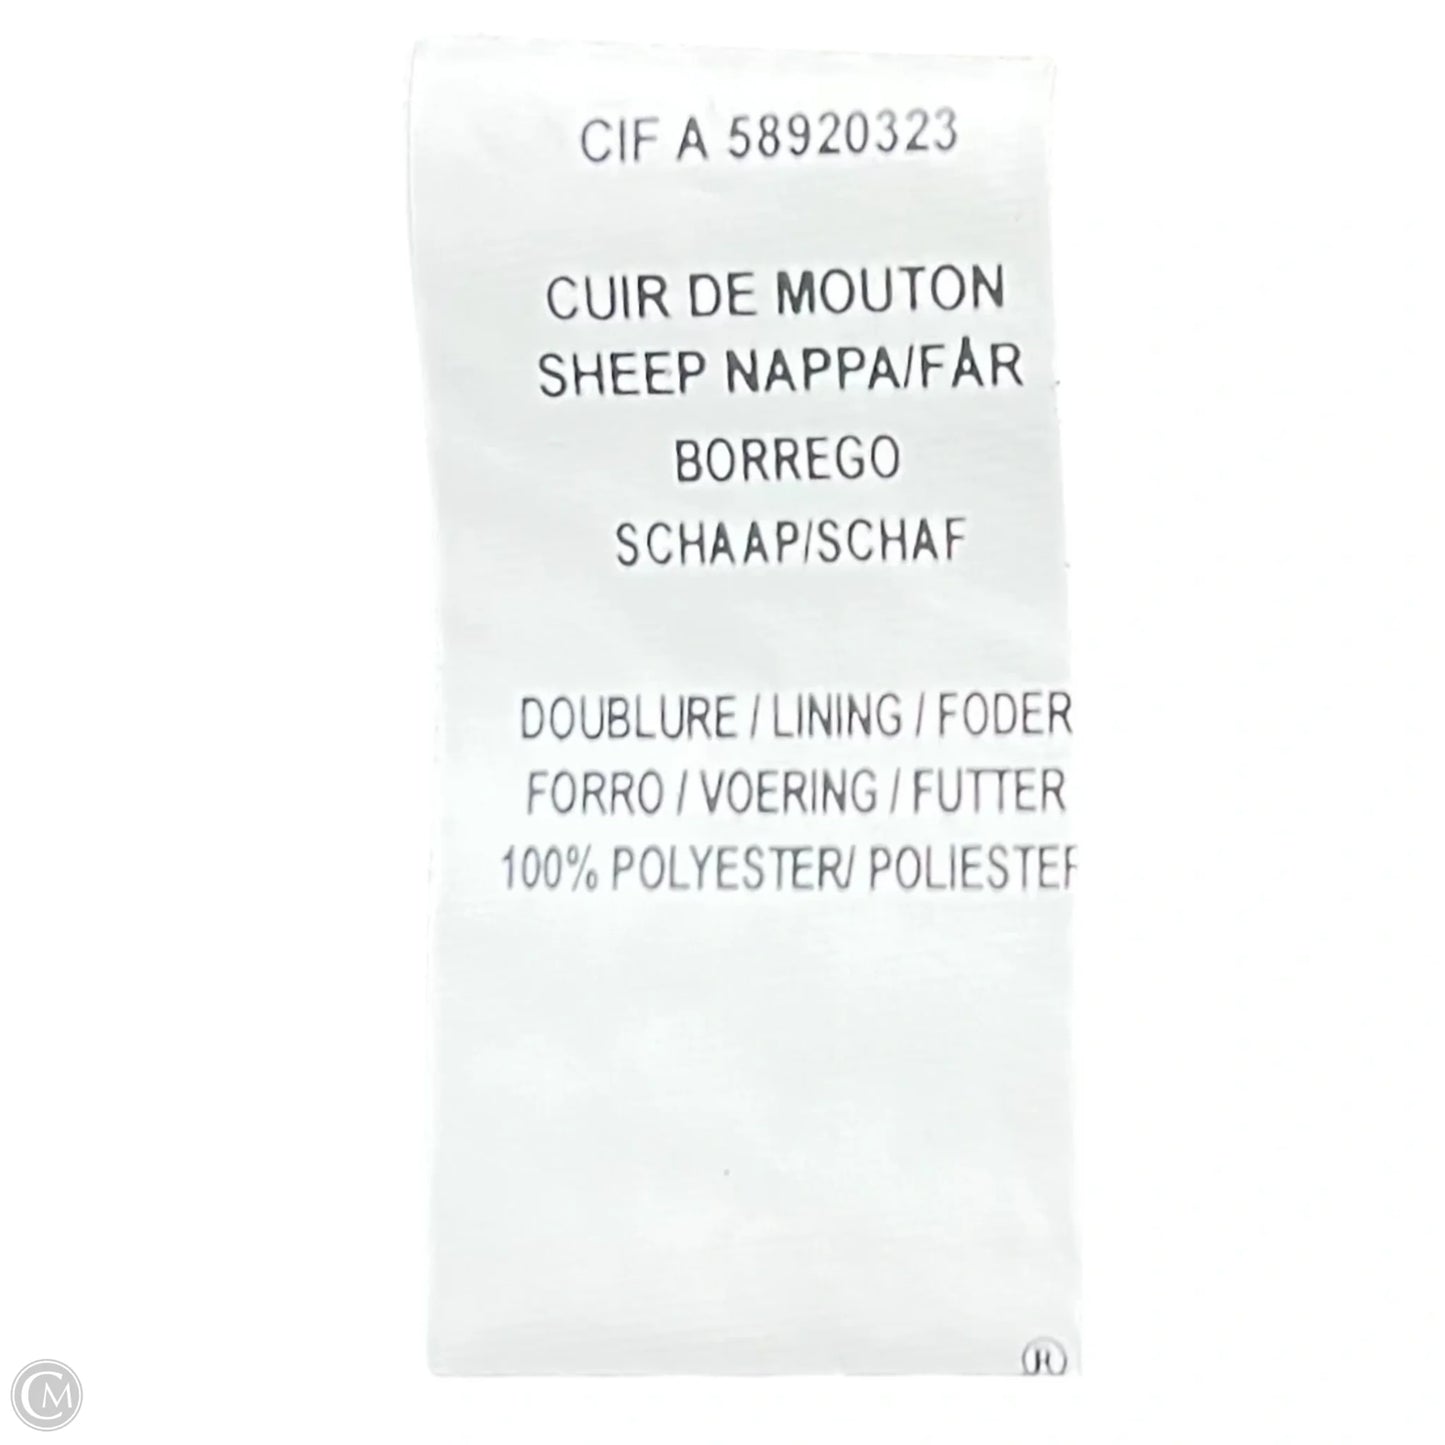 CIF A 58920323
CUIR DE MOUTON
SHEEP NAPPA/FÅR
BORREGO
SCHAAP/SCHAF
DOUBLURE / LINING / FODER
FORRO / VOERING / FUTTER
100% POLYESTER/ POLIESTER
®
CM